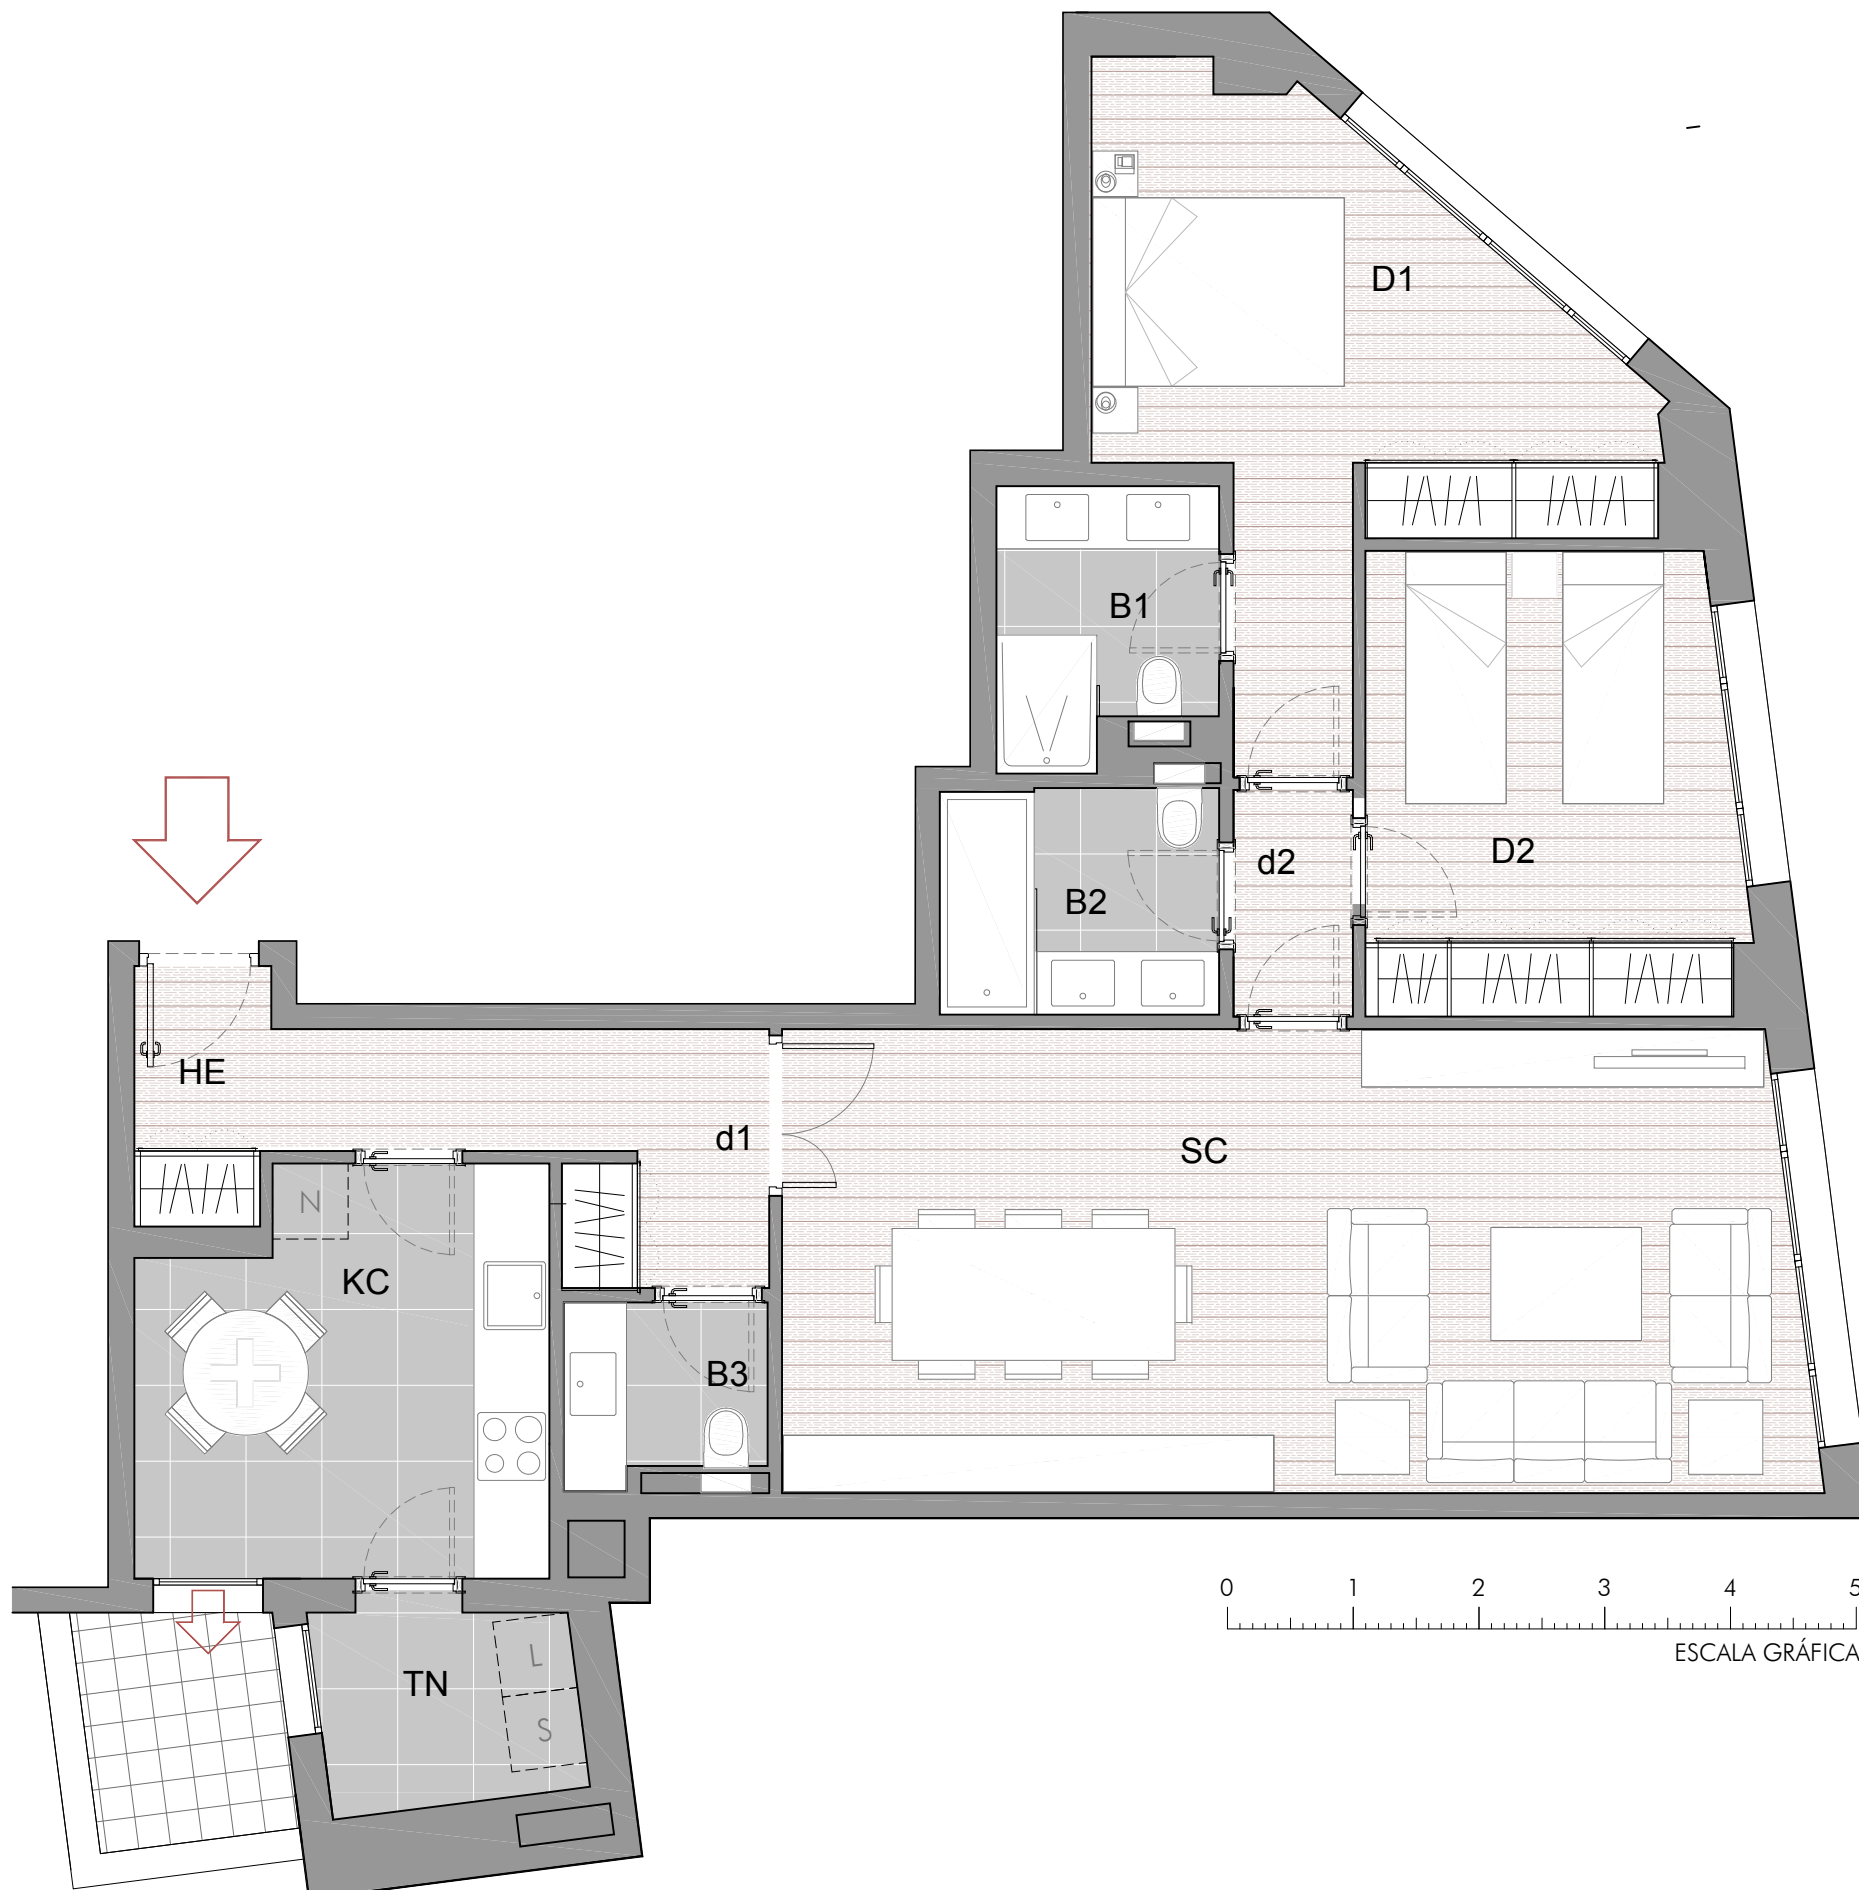 D1
B1
D2
d2
B2
HE
d1
SC
N
KC
B3
0 1 2 3 4 5
ESCALA GRÁFICA
L
TN
S